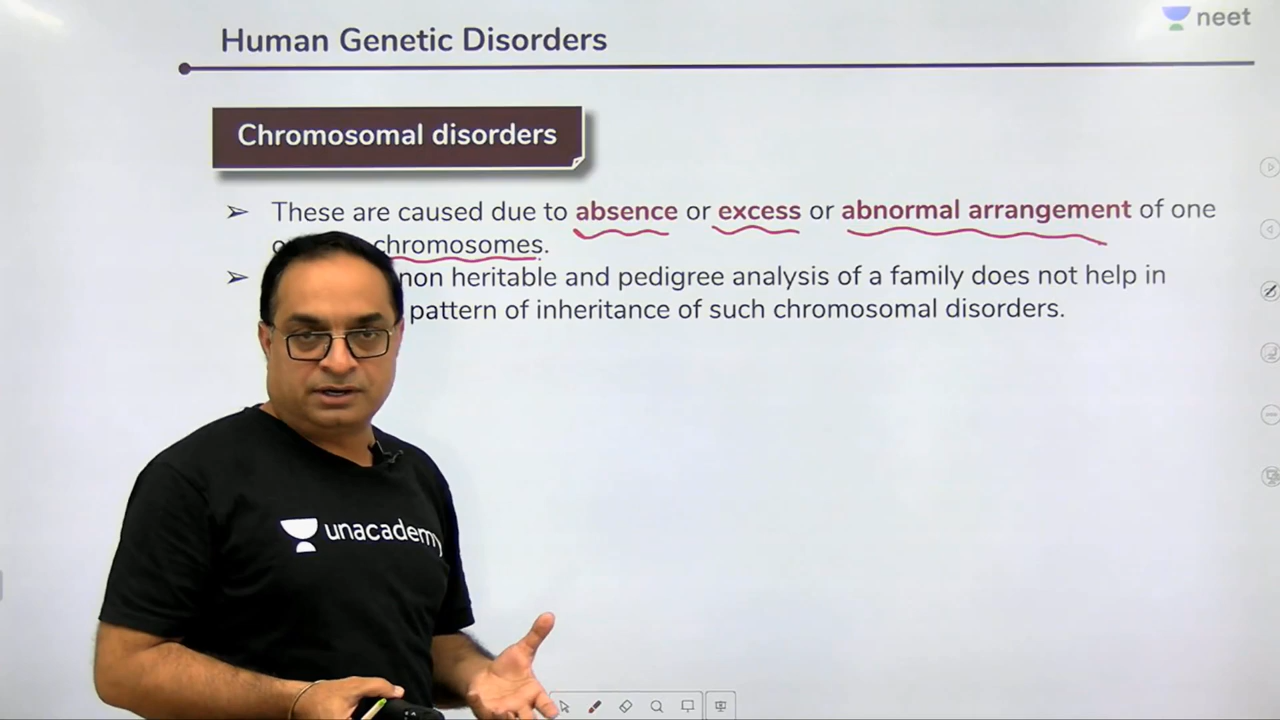 neet
Human Genetic Disorders
Chromosomal disorders
➢ These are caused due to absence or excess or abnormal arrangement of one
chromosomes.
➢ non heritable and pedigree analysis of a family does not help in
pattern of inheritance of such chromosomal disorders.
unacademy